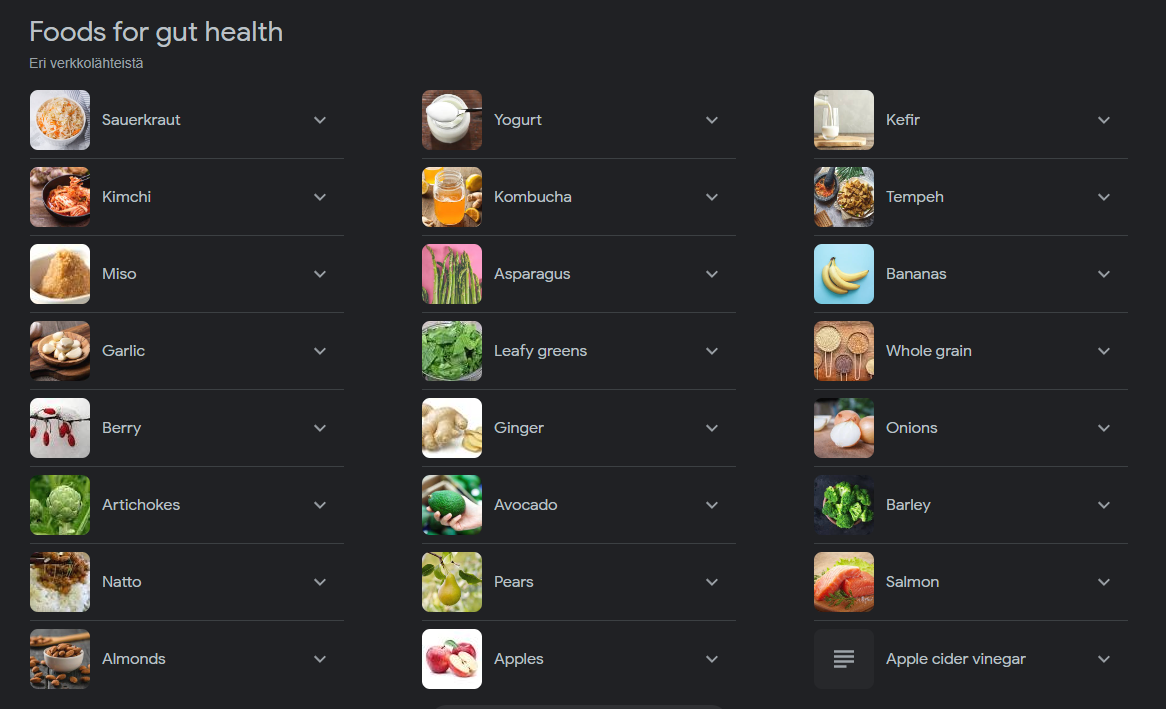 Foods for gut health
Eri verkkolähteistä
Sauerkraut
Yogurt
Kefir
Kimchi
Kombucha
Tempeh
Miso
Asparagus
Bananas
Garlic
Leafy greens
Whole grain
Berry
Ginger
Onions
Artichokes
Avocado
Barley
Natto
Pears
Salmon
Almonds
Apples
Apple cider vinegar